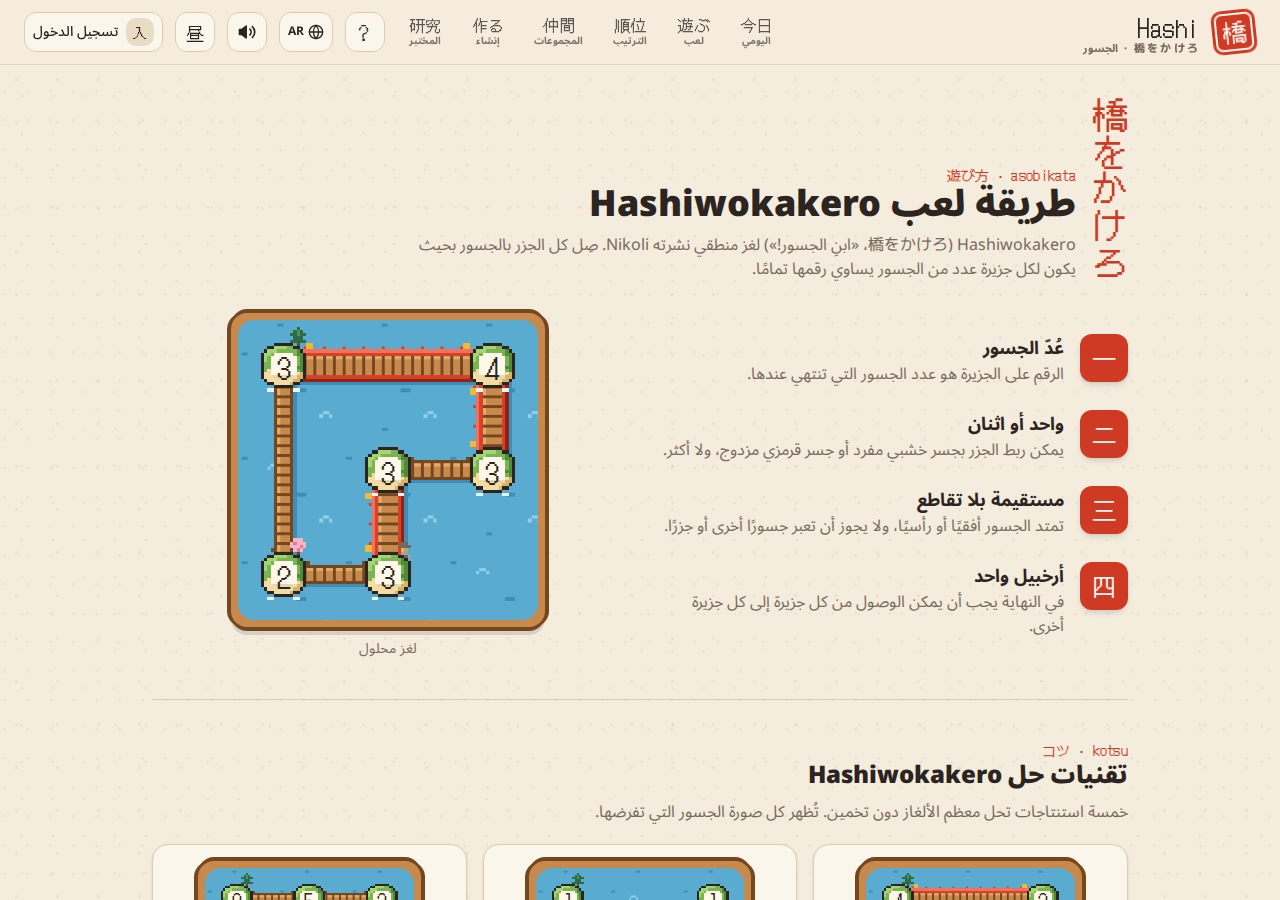 橋
Hashi
橋をかけろ · الجسور
今日
اليومي
遊ぶ
لعب
順位
الترتيب
仲間
المجموعات
作る
إنشاء
研究
المختبر
?
AR
昼
入 تسجيل الدخول
橋をかけろ
遊び方 · asobikata
طريقة لعب Hashiwokakero
Hashiwokakero (橋をかけろ، «ابنِ الجسور!») لغز منطقي نشرته Nikoli. صِل كل الجزر بالجسور بحيث
يكون لكل جزيرة عدد من الجسور يساوي رقمها تمامًا.
一
عُدّ الجسور
الرقم على الجزيرة هو عدد الجسور التي تنتهي عندها.
二
واحد أو اثنان
يمكن ربط الجزر بجسر خشبي مفرد أو جسر قرمزي مزدوج، ولا أكثر.
三
مستقيمة بلا تقاطع
تمتد الجسور أفقيًا أو رأسيًا، ولا يجوز أن تعبر جسورًا أخرى أو جزرًا.
四
أرخبيل واحد
في النهاية يجب أن يمكن الوصول من كل جزيرة إلى كل جزيرة
أخرى.
3 4
3 3
2 3
لغز محلول
コツ · kotsu
تقنيات حل Hashiwokakero
خمسة استنتاجات تحل معظم الألغاز دون تخمين. تُظهر كل صورة الجسور التي تفرضها.
1 1